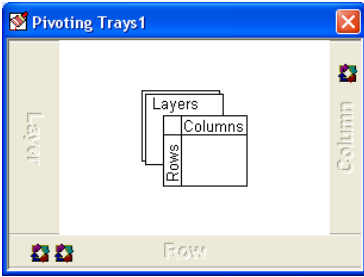 Pivoting Trays1
Layer
Layers
Columns
Rows
Column
Row